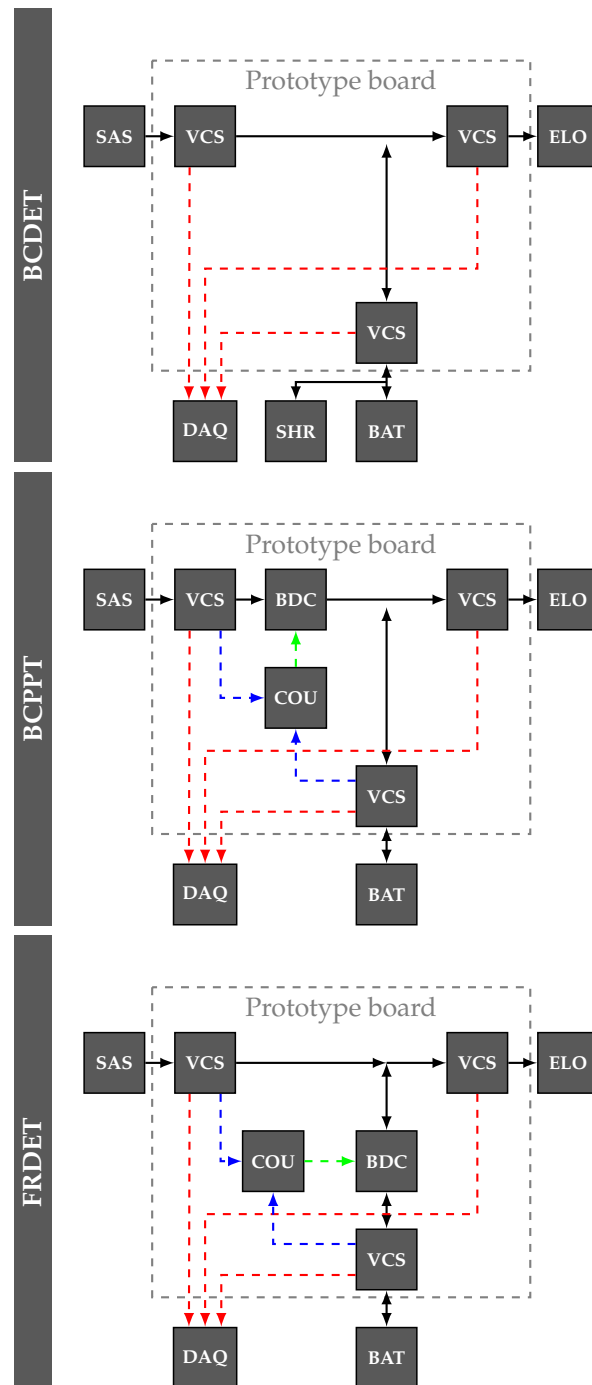 BCDET
Prototype board
SAS
VCS
VCS
ELO
VCS
DAQ
SHR
BAT
BCPPT
Prototype board
SAS
VCS
BDC
VCS
ELO
COU
VCS
DAQ
BAT
FRDET
Prototype board
SAS
VCS
VCS
ELO
COU
BDC
VCS
DAQ
BAT